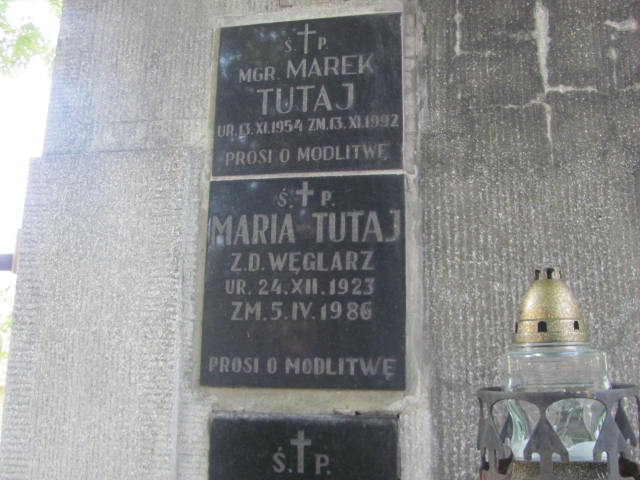 Ś. P.
MGR. MAREK
TUTAJ
UR. 13.XI.1954 ZM. 13.XI.1992
PROSI O MODLITWĘ
Ś. P.
MARIA TUTAJ
Z.D. WĘGLARZ
UR. 24.XII.1923
ZM. 5.IV.1986
PROSI O MODLITWĘ
Ś. P.